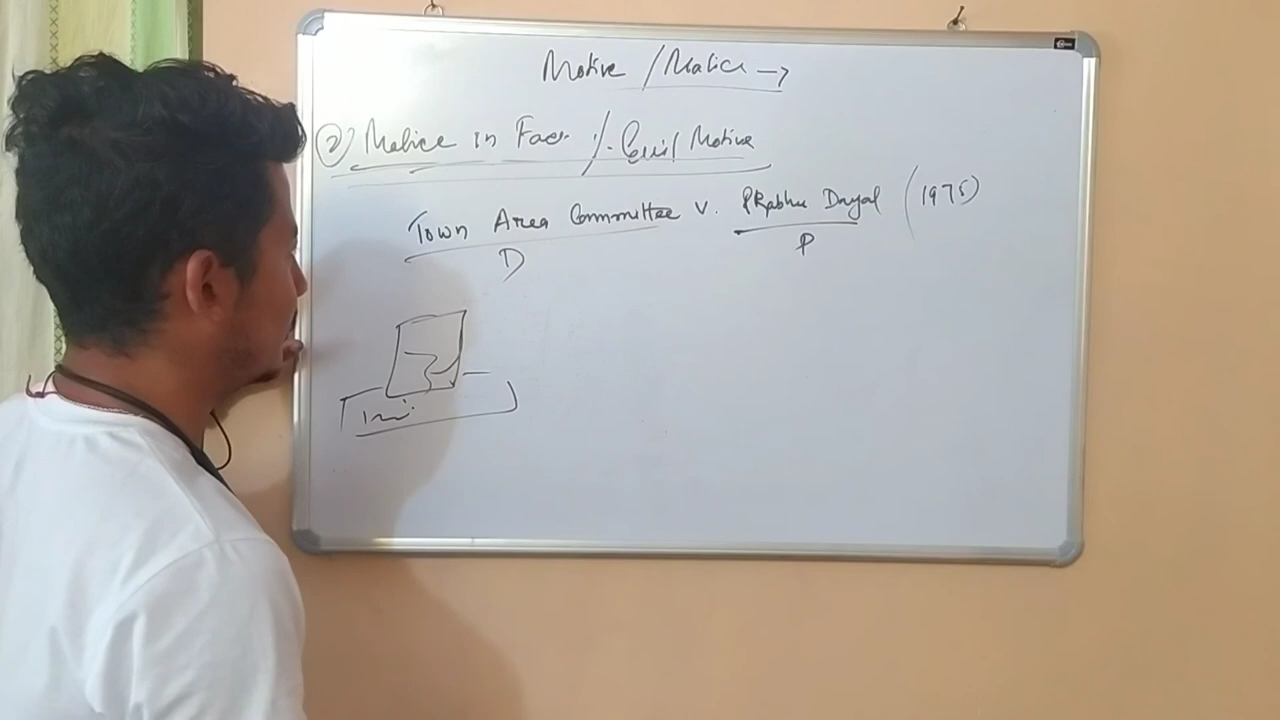 Motive / Malice →
② Malice in Fact /. Evil Motive
Town Area Committee v. PRabhu Dayal (1975)
D P